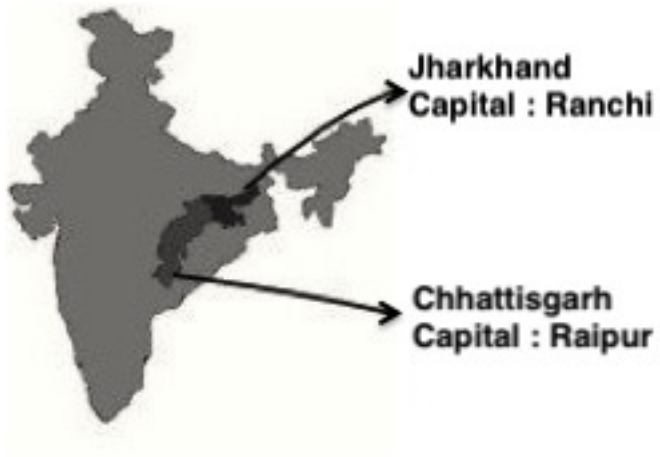 Jharkhand
Capital : Ranchi
Chhattisgarh
Capital : Raipur